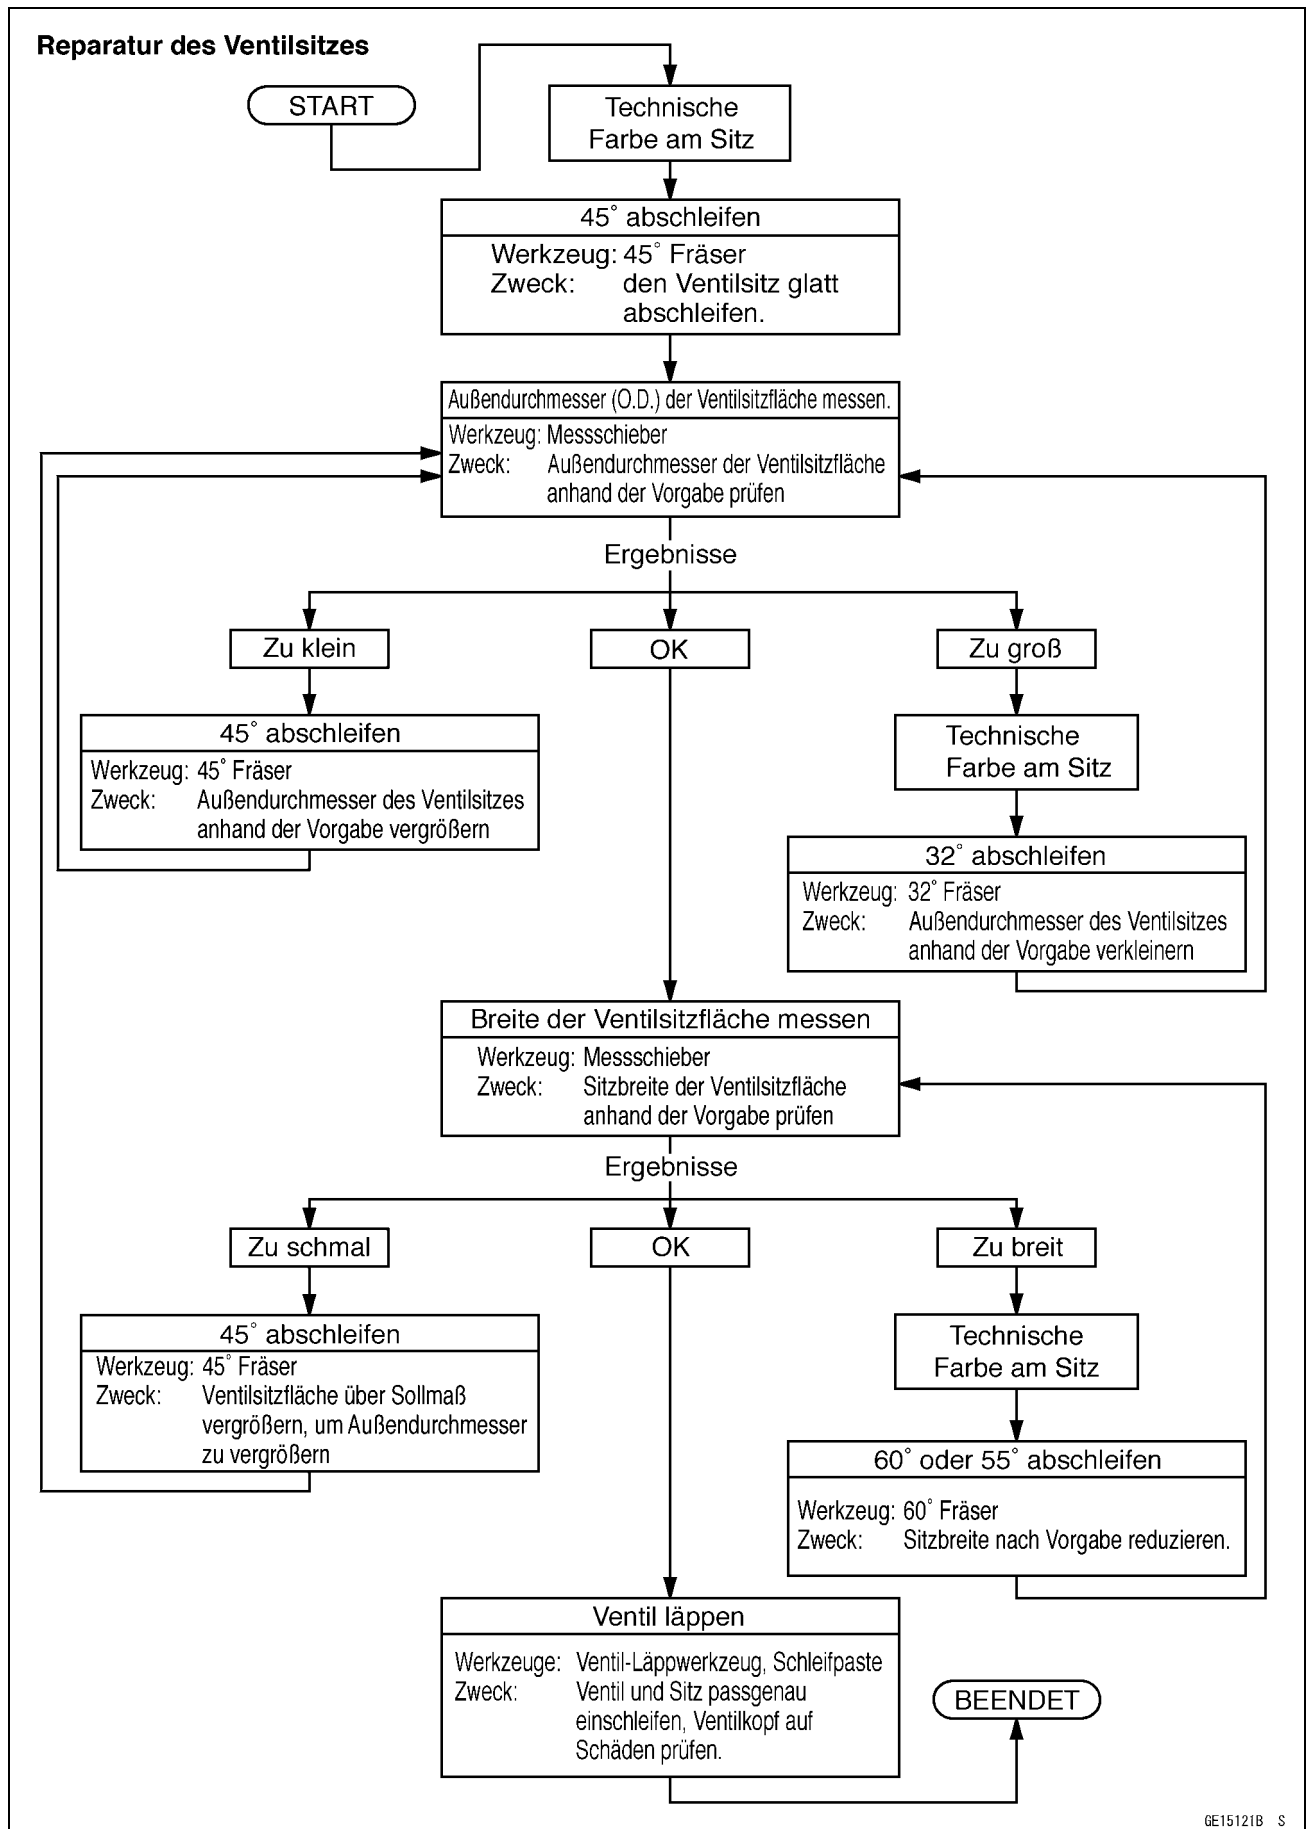 Reparatur des Ventilsitzes
START
Technische
Farbe am Sitz
45° abschleifen
Werkzeug: 45° Fräser
Zweck: den Ventilsitz glatt
abschleifen.
Außendurchmesser (O.D.) der Ventilsitzfläche messen.
Werkzeug: Messschieber
Zweck: Außendurchmesser der Ventilsitzfläche
anhand der Vorgabe prüfen
Ergebnisse
Zu klein
OK
Zu groß
45° abschleifen
Werkzeug: 45° Fräser
Zweck: Außendurchmesser des Ventilsitzes
anhand der Vorgabe vergrößern
Technische
Farbe am Sitz
32° abschleifen
Werkzeug: 32° Fräser
Zweck: Außendurchmesser des Ventilsitzes
anhand der Vorgabe verkleinern
Breite der Ventilsitzfläche messen
Werkzeug: Messschieber
Zweck: Sitzbreite der Ventilsitzfläche
anhand der Vorgabe prüfen
Ergebnisse
Zu schmal
OK
Zu breit
45° abschleifen
Werkzeug: 45° Fräser
Zweck: Ventilsitzfläche über Sollmaß
vergrößern, um Außendurchmesser
zu vergrößern
Technische
Farbe am Sitz
60° oder 55° abschleifen
Werkzeug: 60° Fräser
Zweck: Sitzbreite nach Vorgabe reduzieren.
Ventil läppen
Werkzeuge: Ventil-Läppwerkzeug, Schleifpaste
Zweck: Ventil und Sitz passgenau
einschleifen, Ventilkopf auf
Schäden prüfen.
BEENDET
GE15121B S